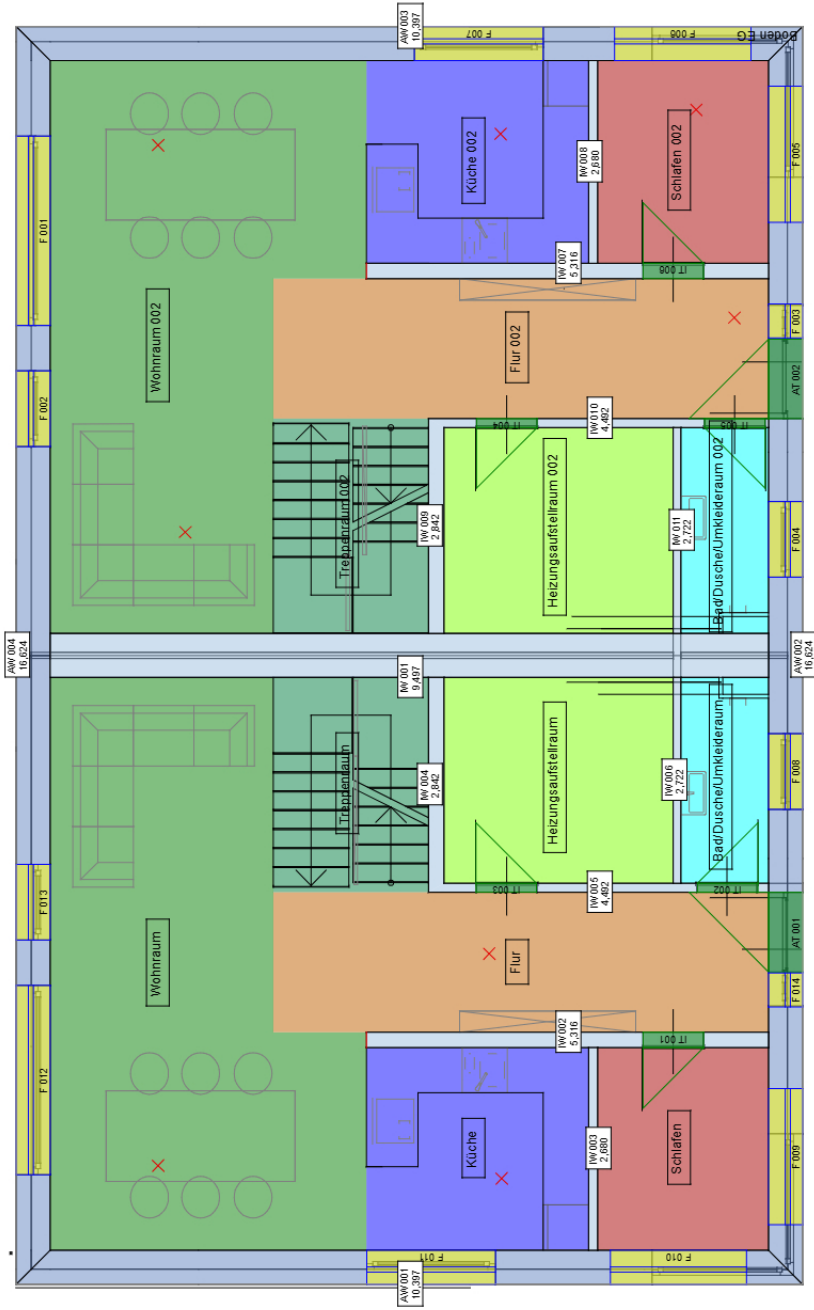 AW 003
10,397
F 007
F 006
Boden EG
F 001
F 005
Küche 002
IW 008
2,680
Schlafen 002
IW 007
5,316
IT 006
Wohnraum 002
F 002
Flur 002
F 003
AT 002
IT 004
IW 010
4,492
IT 005
Treppenraum 002
IW 009
2,842
Heizungsaufstellraum 002
IW 011
2,722
Bad/Dusche/Umkleideraum 002
F 004
AW 004
16,624
IW 001
9,497
AW 002
16,624
Treppenraum
IW 004
2,842
Heizungsaufstellraum
IW 006
2,722
Bad/Dusche/Umkleideraum
F 008
F 013
IT 003
IW 005
4,492
IT 002
Wohnraum
Flur
AT 001
F 014
IW 002
5,316
IT 001
F 012
Küche
IW 003
2,680
Schlafen
F 009
AW 001
10,397
F 011
F 010